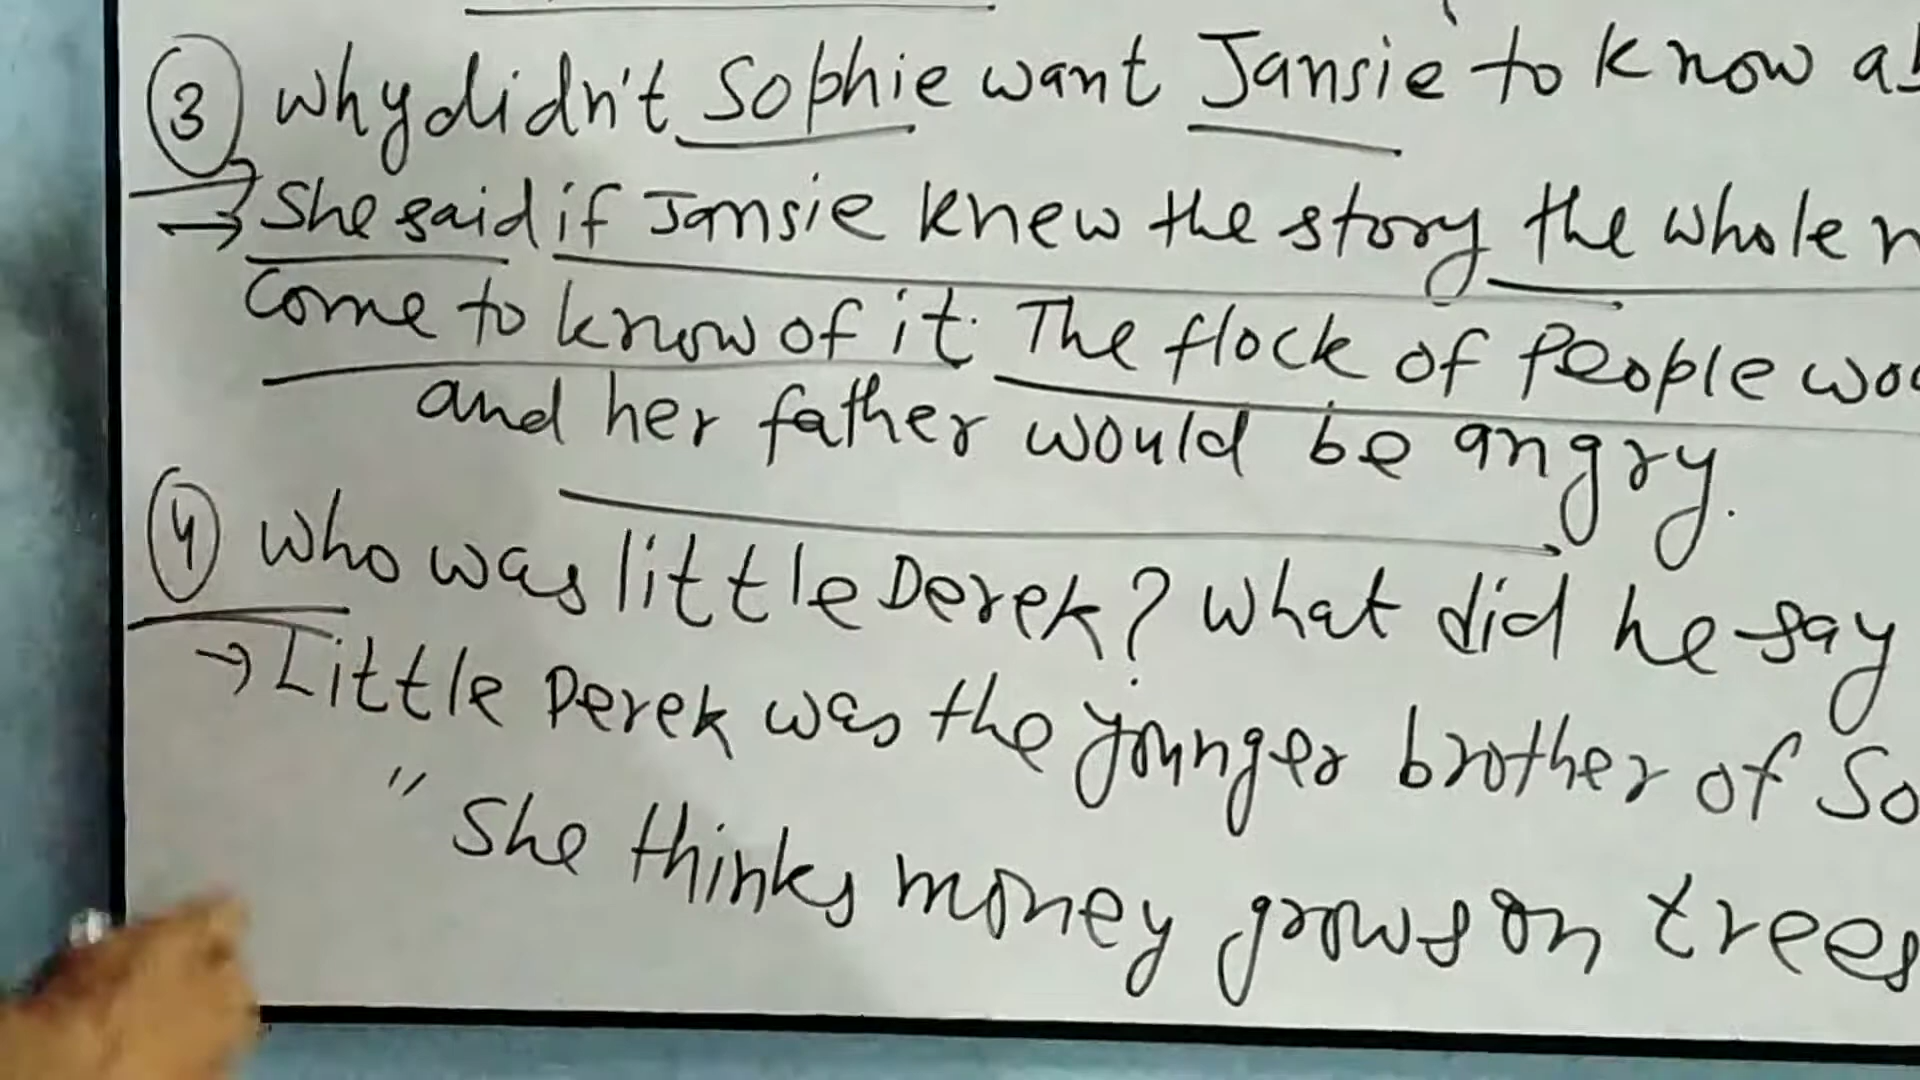 3 Why didn't Sophie want Jansie to know
→ She said if Jansie knew the story the whole
come to know of it. The flock of people
and her father would be angry.
4 Who was little Derek? What did he say
→ Little Derek was the younger brother of
" She thinks money grows on trees